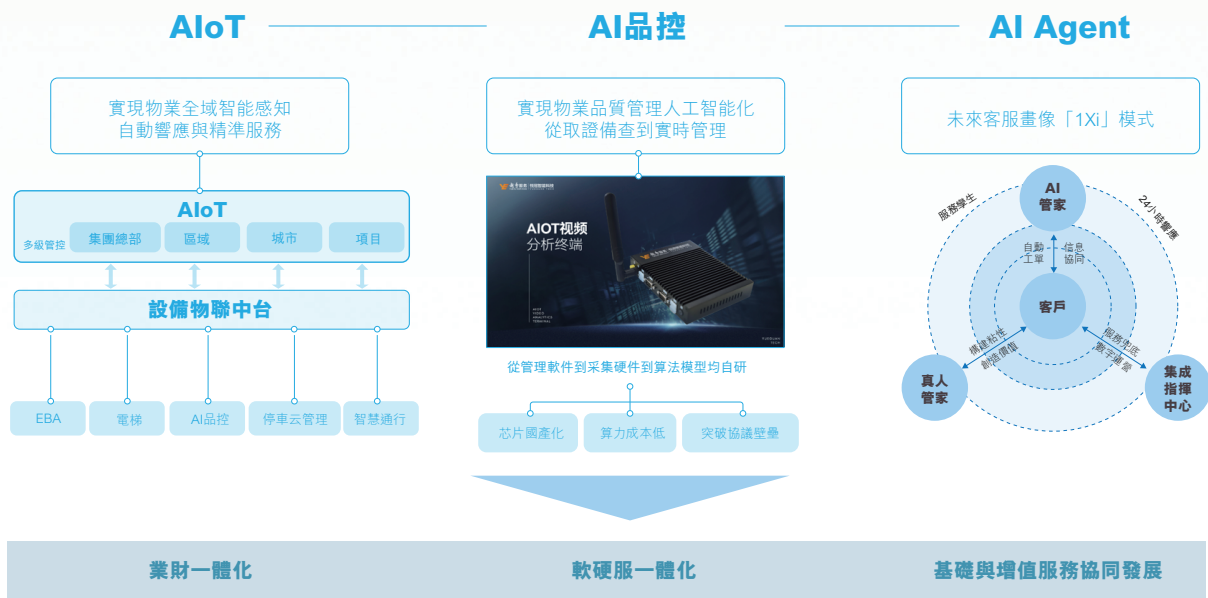 AIoT
AI品控
AI Agent
實現物業全域智能感知
自動響應與精準服務
AIoT
多級管控
集團總部
區域
城市
項目
設備物聯中台
EBA
電梯
AI品控
停車云管理
智慧通行
實現物業品質管理人工智能化
從取證備查到實時管理
AIOT视频
分析终端
AIOT
VIDEO
ANALYTICS
TERMINAL
從管理軟件到采集硬件到算法模型均自研
芯片國產化
算力成本低
突破協議壁壘
未來客服畫像「1Xi」模式
服務孿生
24小時響應
AI
管家
自動
工單
信息
協同
客戶
構建粘性
創造價值
服務兜底
數字運營
真人
管家
集成
指揮
中心
業財一體化
軟硬服一體化
基礎與增值服務協同發展